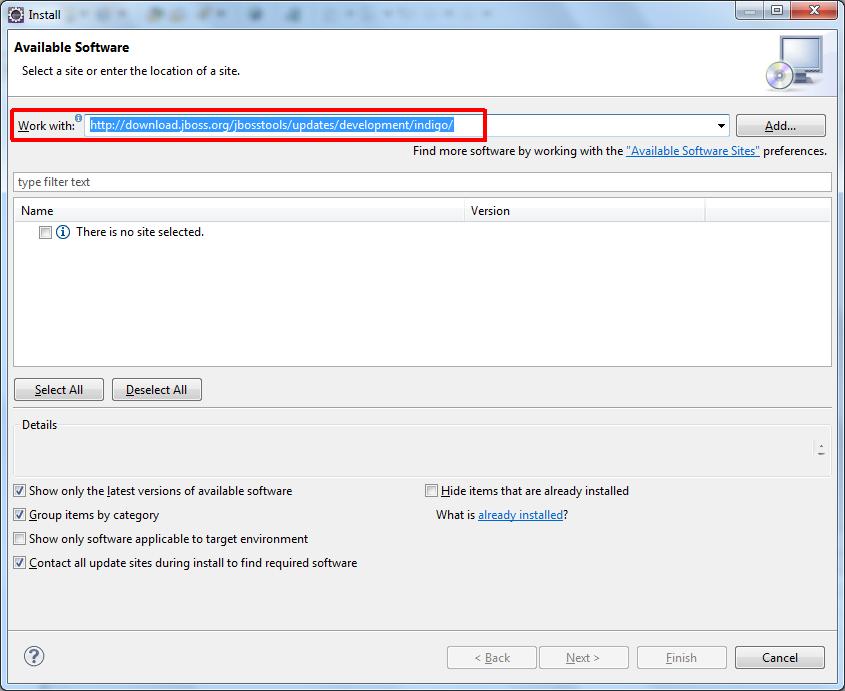 Install
Available Software
Select a site or enter the location of a site.
Work with: http://download.jboss.org/jbosstools/updates/development/indigo/ Add...
Find more software by working with the "Available Software Sites" preferences.
type filter text
Name Version
There is no site selected.
Select All Deselect All
Details
Show only the latest versions of available software Hide items that are already installed
Group items by category What is already installed?
Show only software applicable to target environment
Contact all update sites during install to find required software
? < Back Next > Finish Cancel